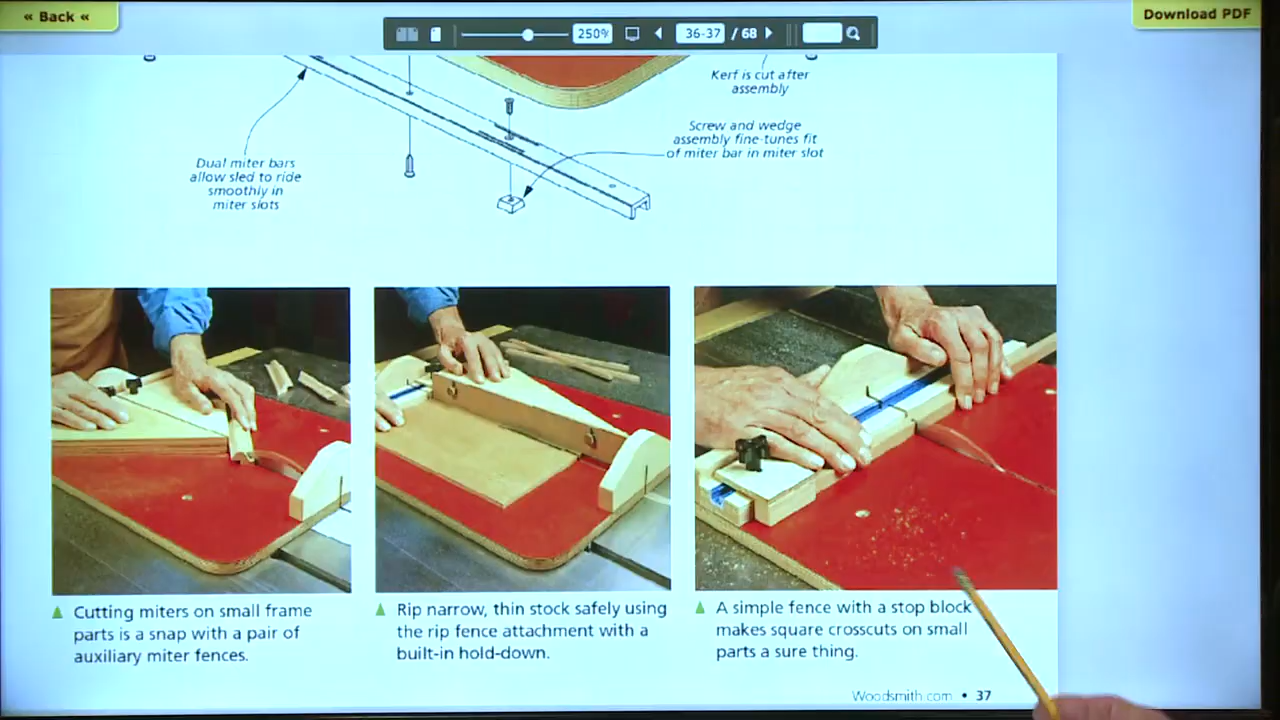 « Back «
250%
36-37 / 68
Download PDF
Kerf is cut after
assembly
Screw and wedge
assembly fine-tunes fit
of miter bar in miter slot
Dual miter bars
allow sled to ride
smoothly in
miter slots
Cutting miters on small frame
parts is a snap with a pair of
auxiliary miter fences.
Rip narrow, thin stock safely using
the rip fence attachment with a
built-in hold-down.
A simple fence with a stop block
makes square crosscuts on small
parts a sure thing.
Woodsmith.com • 37